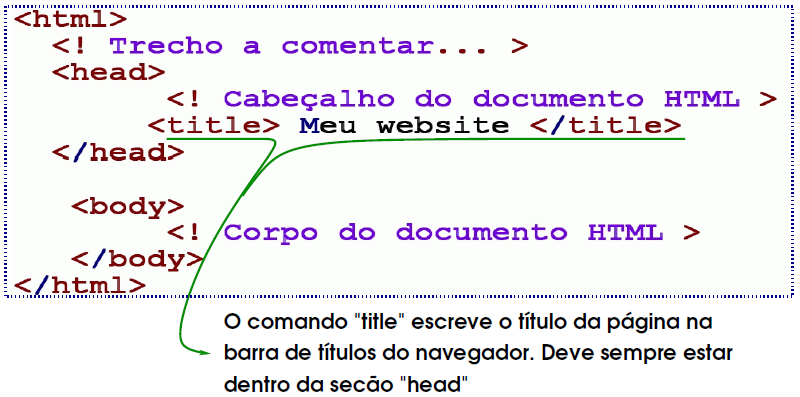 <html>
<! Trecho a comentar... >
<head>
<! Cabeçalho do documento HTML >
<title> Meu website </title>
</head>
<body>
<! Corpo do documento HTML >
</body>
</html>
O comando "title" escreve o título da página na
barra de títulos do navegador. Deve sempre estar
dentro da secão "head"